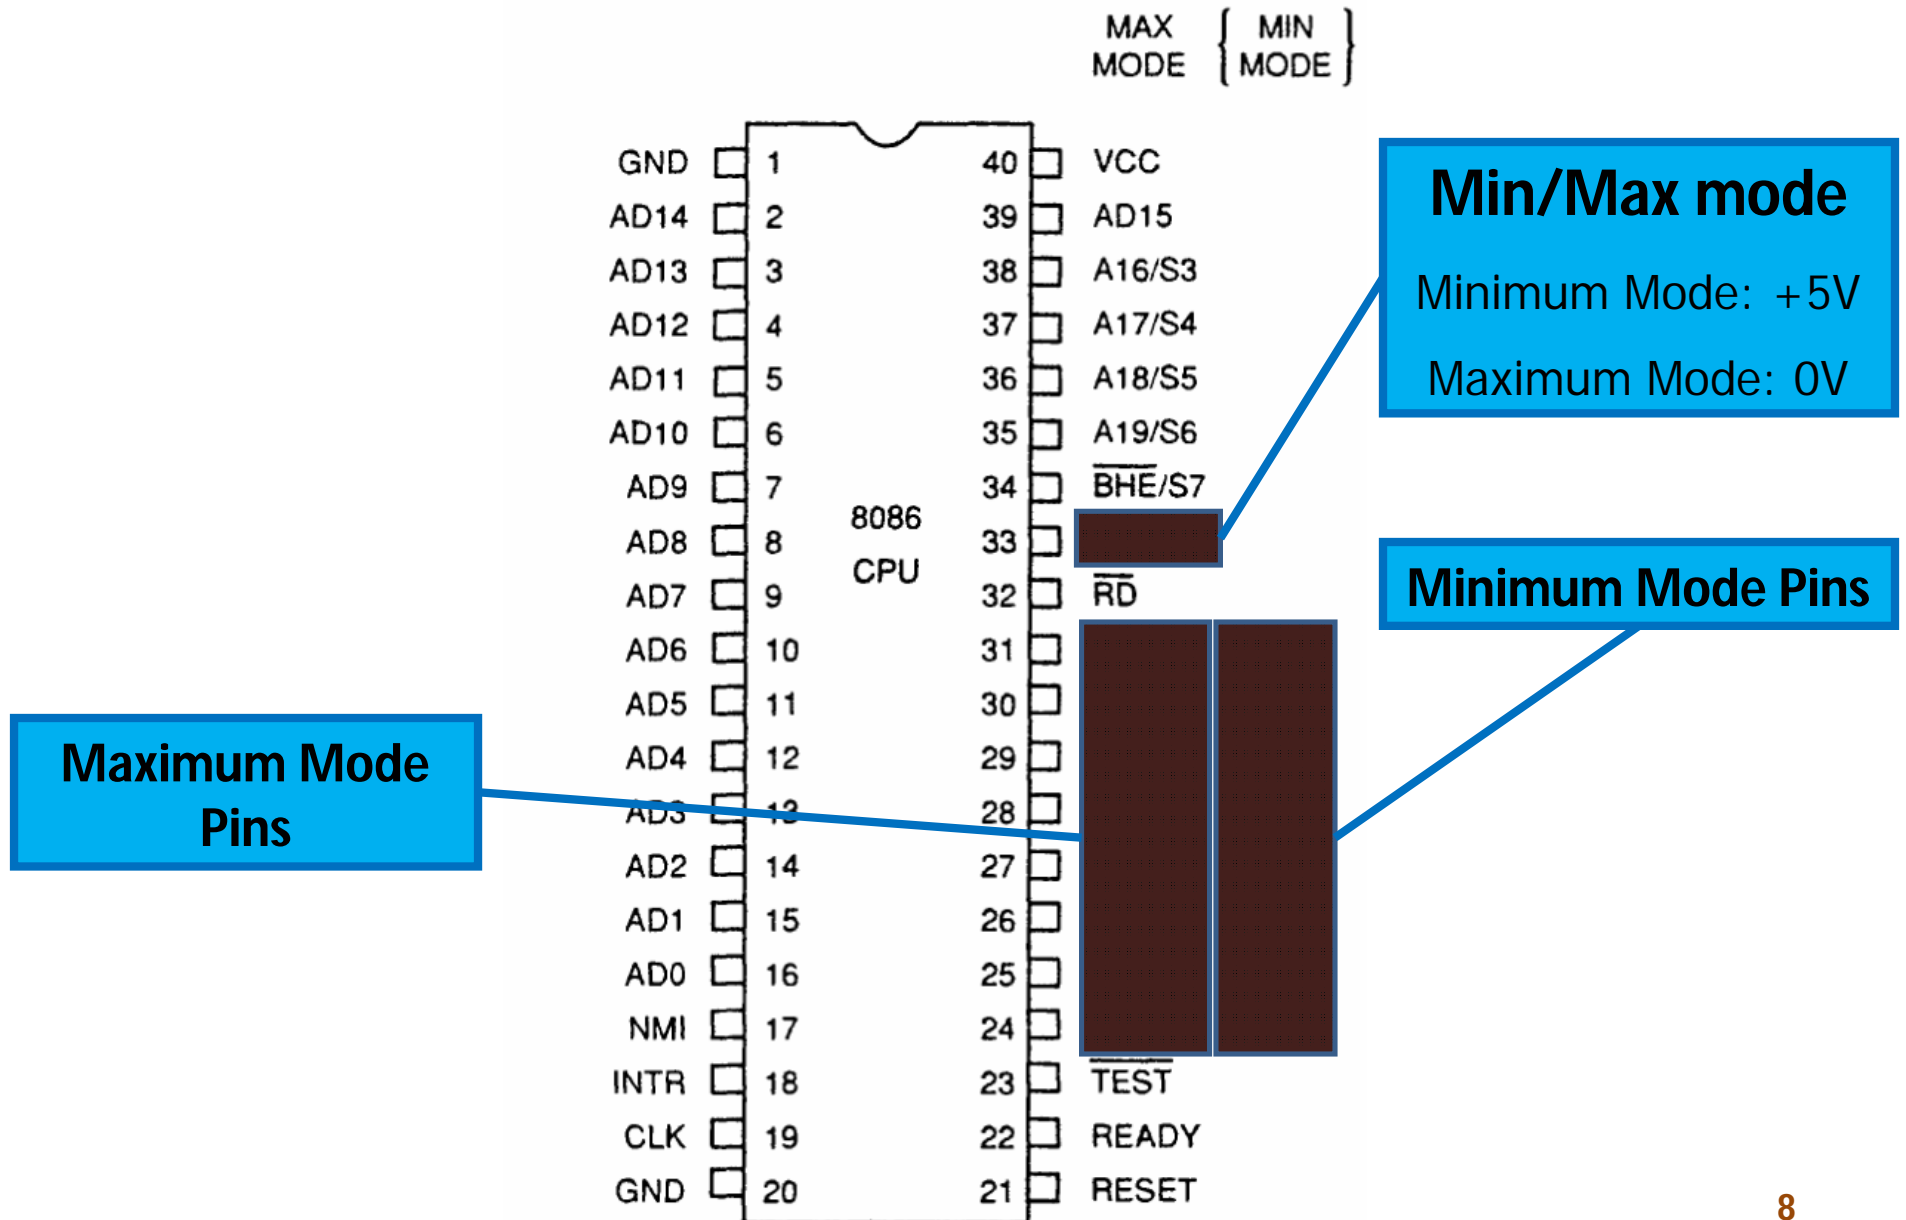 MAX { MIN }
MODE { MODE }
GND 1 40 VCC
AD14 2 39 AD15
AD13 3 38 A16/S3
AD12 4 37 A17/S4
AD11 5 36 A18/S5
AD10 6 35 A19/S6
AD9 7 34 B̅H̅E̅/S7
AD8 8 33
AD7 9 32 R̅D̅
AD6 10 31
AD5 11 30
AD4 12 29
AD3 13 28
AD2 14 27
AD1 15 26
AD0 16 25
NMI 17 24
INTR 18 23 T̅E̅S̅T̅
CLK 19 22 READY
GND 20 21 RESET
8086
CPU
Min/Max mode
Minimum Mode: +5V
Maximum Mode: 0V
Minimum Mode Pins
Maximum Mode
Pins
8